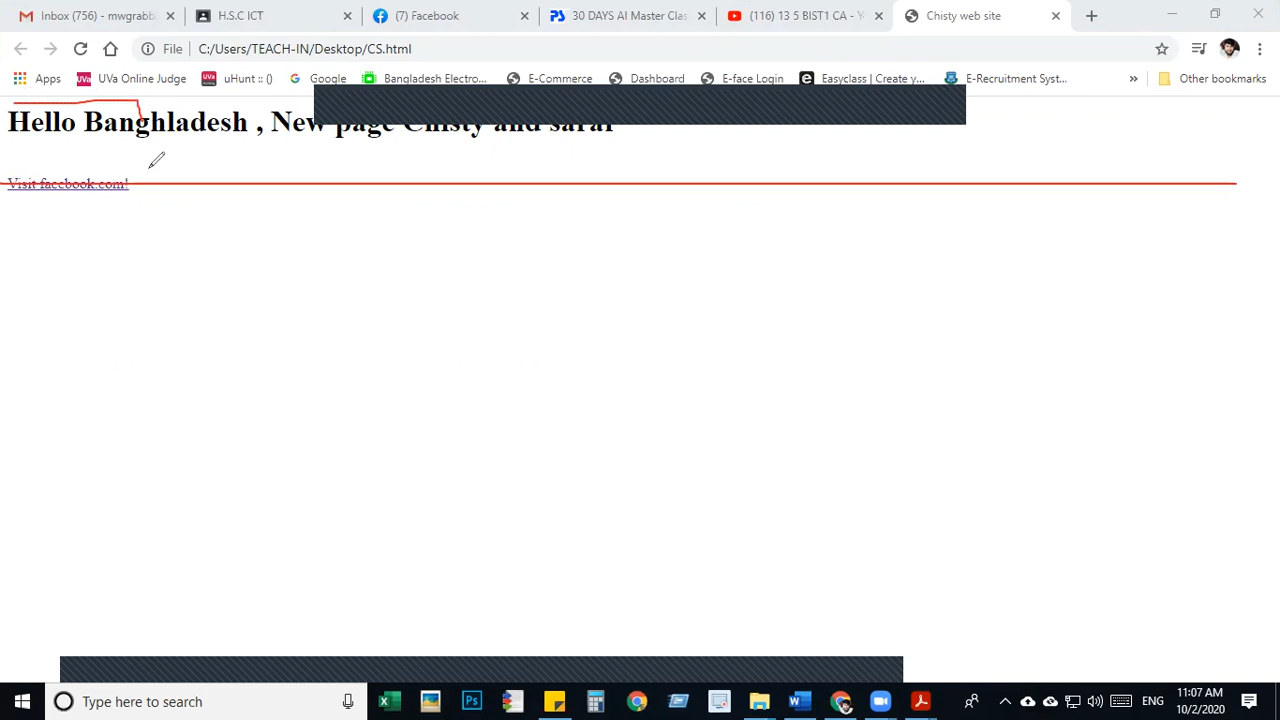 Inbox (756) - mwgrabb
H.S.C ICT
(7) Facebook
30 DAYS AI Master Clas
(116) 13 5 BIST1 CA - Y
Chisty web site
File
C:/Users/TEACH-IN/Desktop/CS.html
Apps
UVa Online Judge
uHunt :: ()
Google
Bangladesh Electro...
E-Commerce
Dashboard
E-face Login
Easyclass | Create y...
E-Recruitment Syst...
»
Other bookmarks
Hello Banghladesh , New page Chisty and
Visit facebook.com!
Type here to search
ENG
11:07 AM
10/2/2020